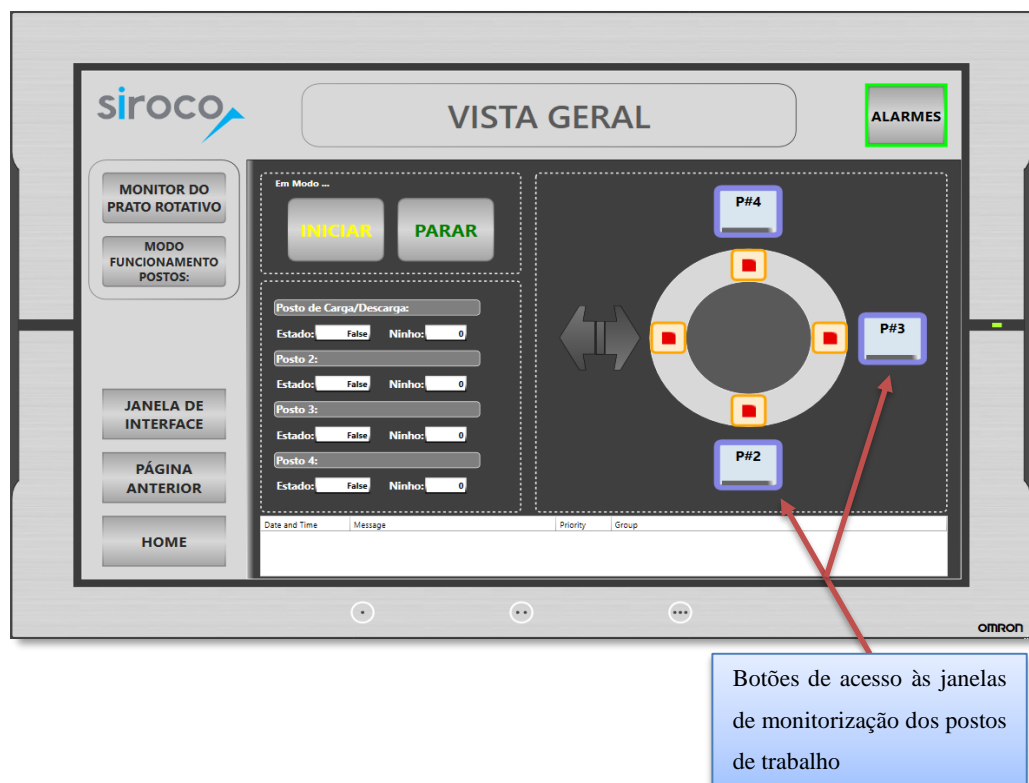 siroco
VISTA GERAL
ALARMES
MONITOR DO
PRATO ROTATIVO
MODO
FUNCIONAMENTO
POSTOS:
JANELA DE
INTERFACE
PÁGINA
ANTERIOR
HOME
Em Modo ...
INICIAR
PARAR
Posto de Carga/Descarga:
Estado: False Ninho: 0
Posto 2:
Estado: False Ninho: 0
Posto 3:
Estado: False Ninho: 0
Posto 4:
Estado: False Ninho: 0
P#4
P#3
P#2
Date and Time Message Priority Group
OMRON
Botões de acesso às janelas
de monitorização dos postos
de trabalho